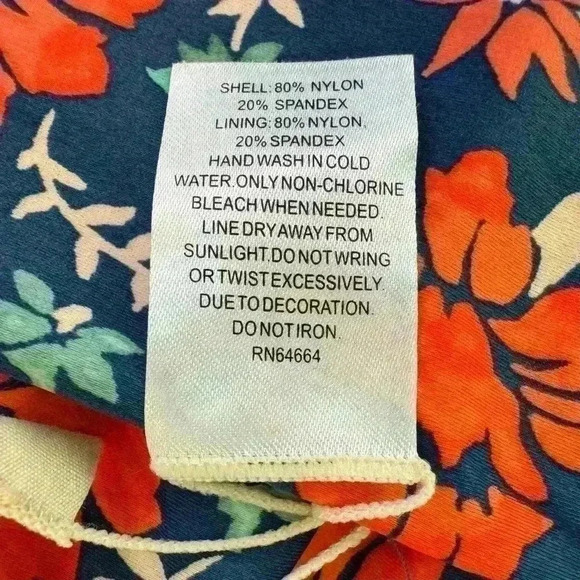 SHELL: 80% NYLON
20% SPANDEX
LINING: 80% NYLON,
20% SPANDEX
HAND WASH IN COLD
WATER.ONLY NON-CHLORINE
BLEACH WHEN NEEDED.
LINE DRY AWAY FROM
SUNLIGHT.DO NOT WRING
OR TWIST EXCESSIVELY.
DUE TO DECORATION.
DO NOT IRON.
RN64664